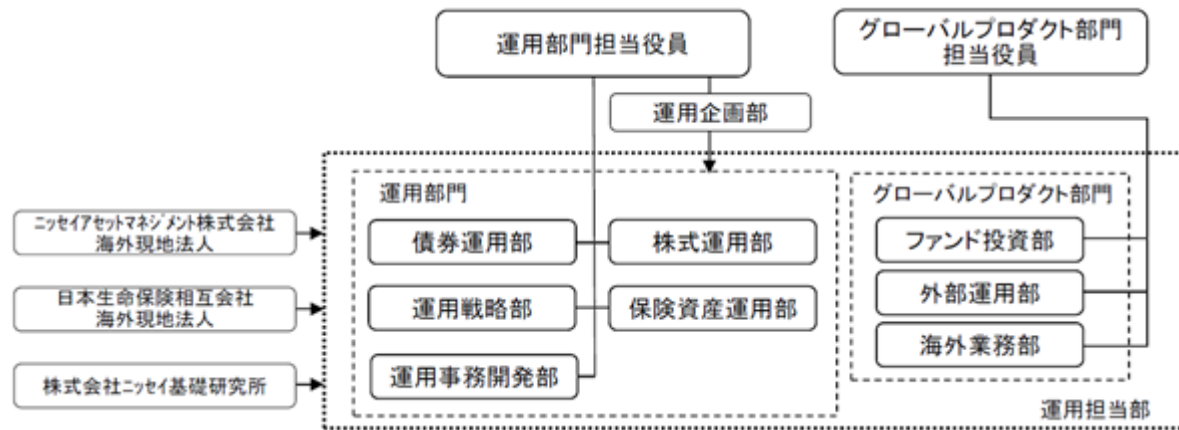 運用部門担当役員
グローバルプロダクト部門
担当役員
運用企画部
運用部門
グローバルプロダクト部門
ニッセイアセットマネジメント株式会社
海外現地法人
債券運用部
株式運用部
ファンド投資部
日本生命保険相互会社
海外現地法人
運用戦略部
保険資産運用部
外部運用部
海外業務部
株式会社ニッセイ基礎研究所
運用事務開発部
運用担当部